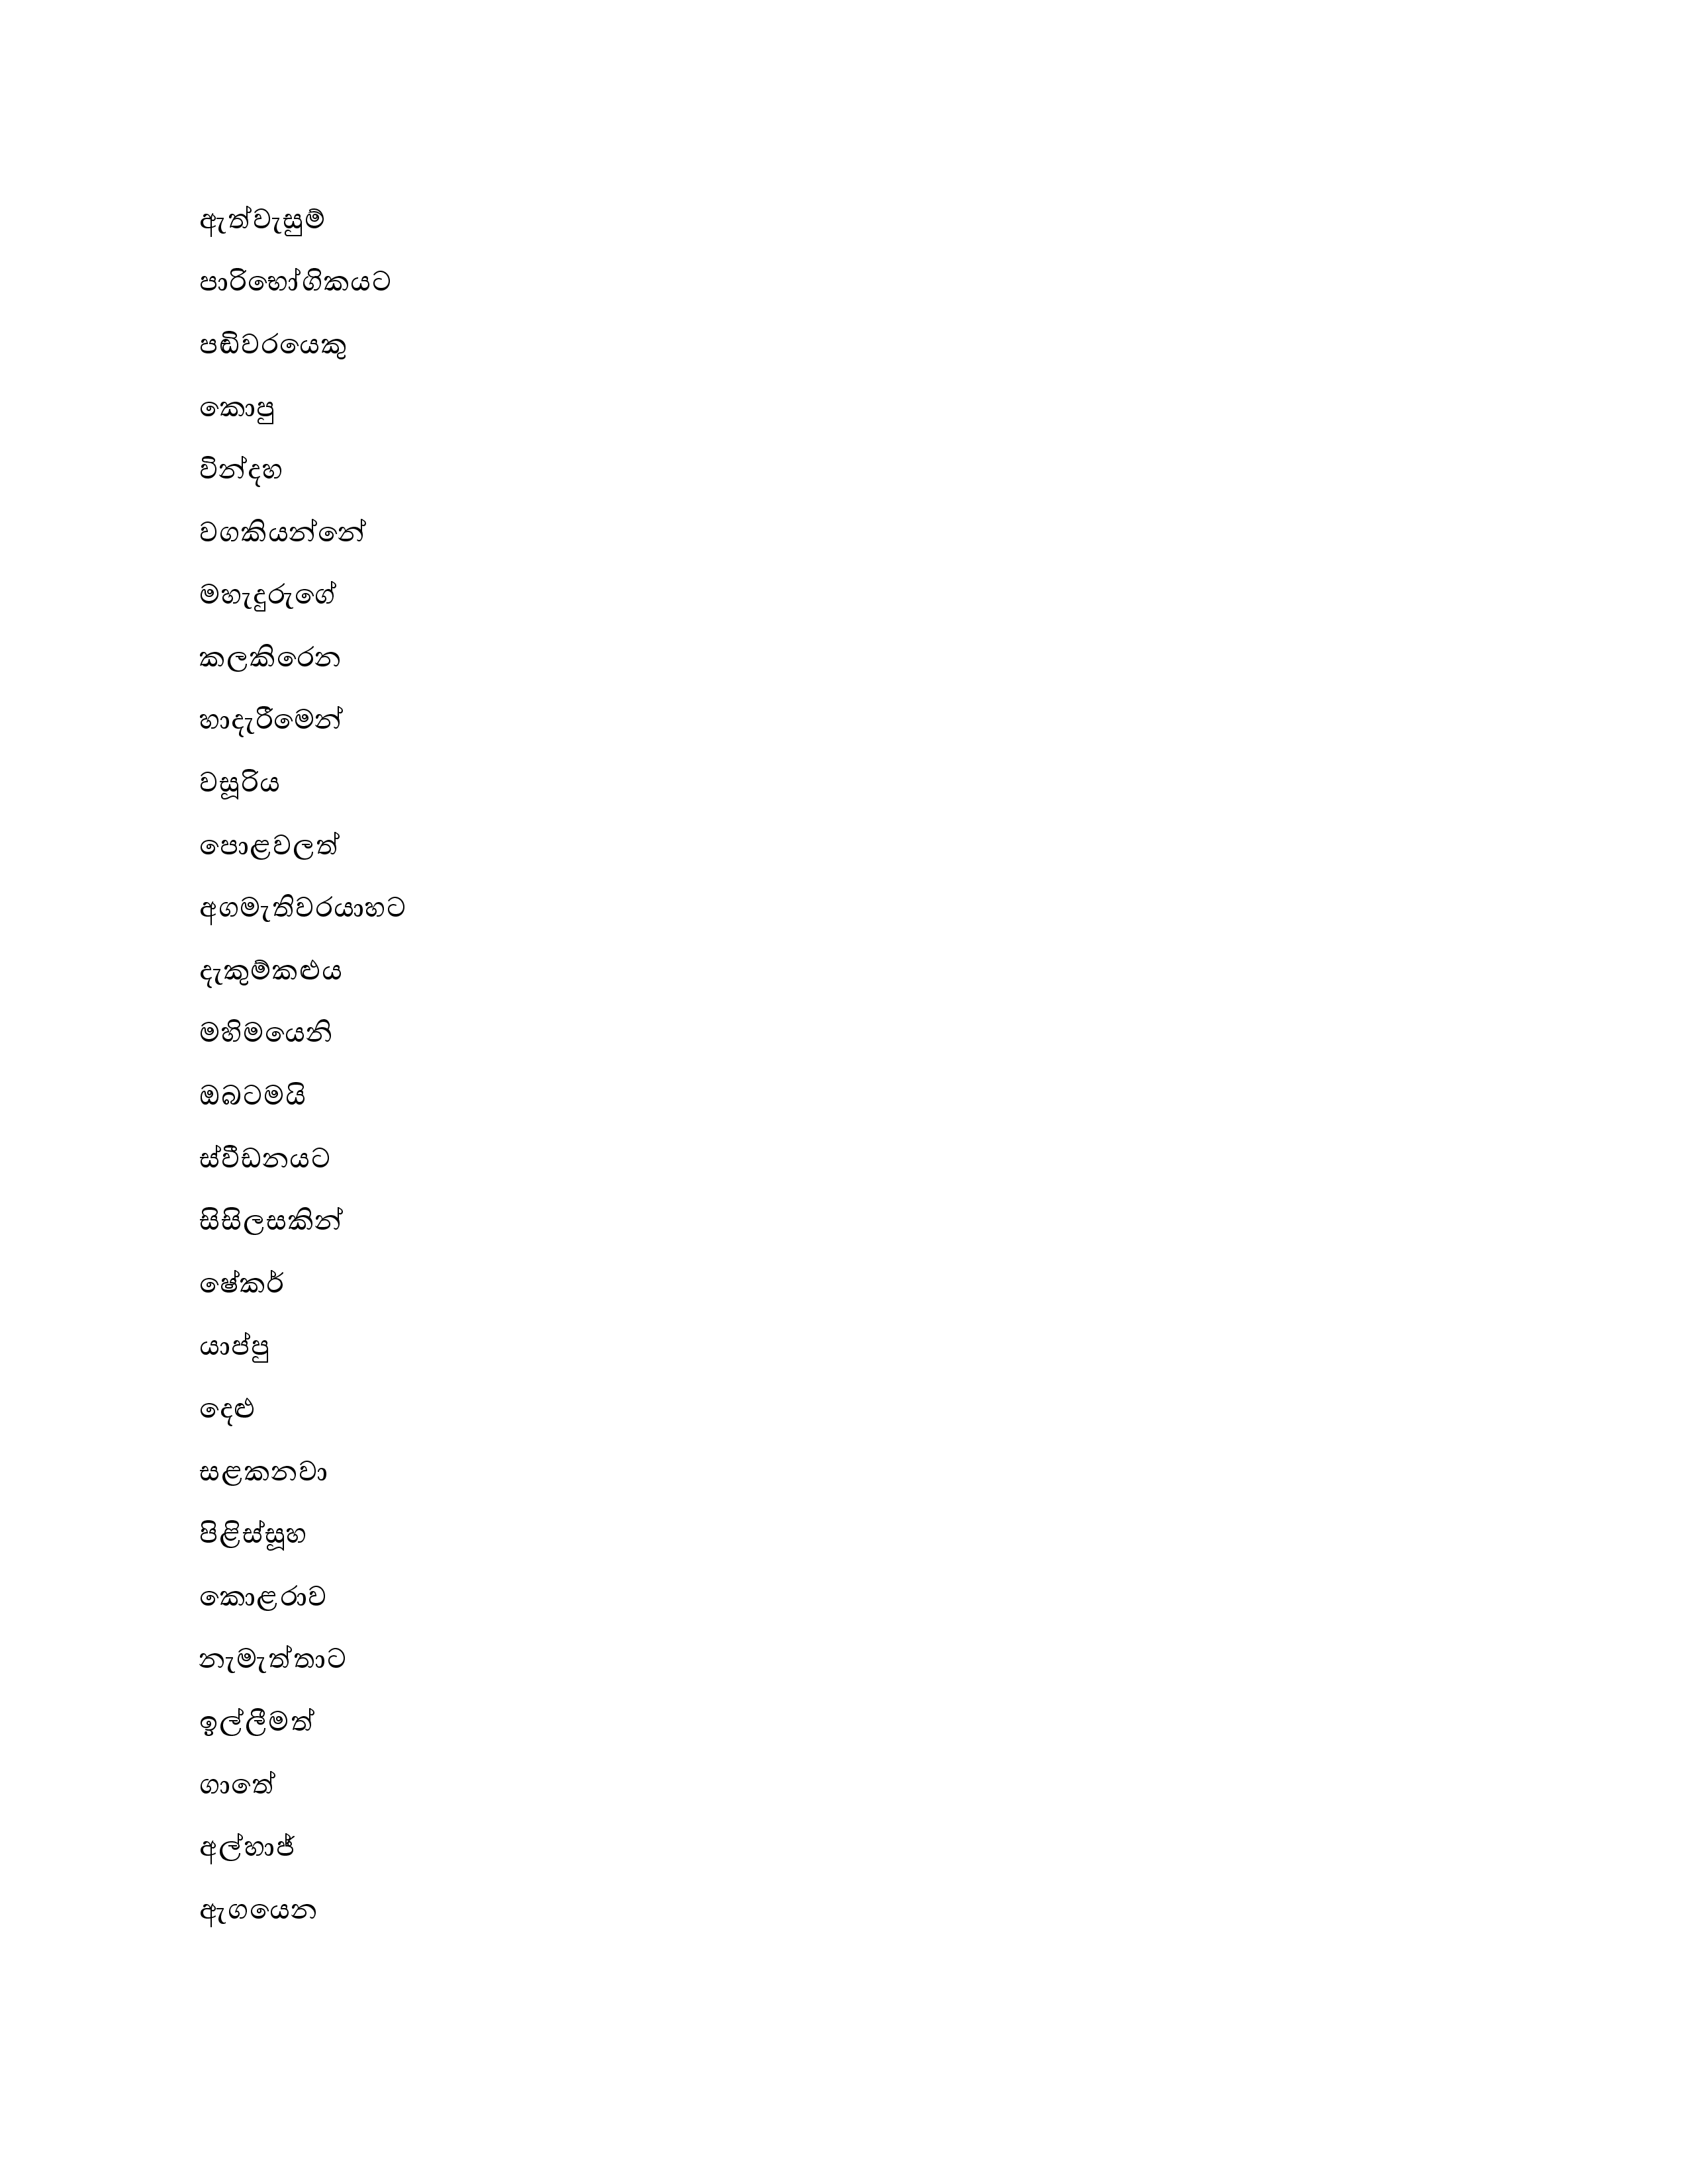 ඇත්වැසුම්
පාරිභෝගිකයට
පඬිවරයෙකු
කොපු
වින්දහ
වගකියන්නේ
මහැදුරුගේ
කලකිරෙන
හාදැරීමෙන්
වසූරිය
පොළවලත්
අගමැතිවරයාහට
දැකුම්කළුය
මහිමයෙනි
ඔබටමයි
ස්වීඩනයට
සිසිලසකින්
ෂේකර්
යාප්පු
දෙළු
සළකනවා
පිළිස්සූහ
කොළරාව
නැමැත්තාට
ඉල්ලීමත්
ගාතේ
අල්හාජ්
ඇගයෙන